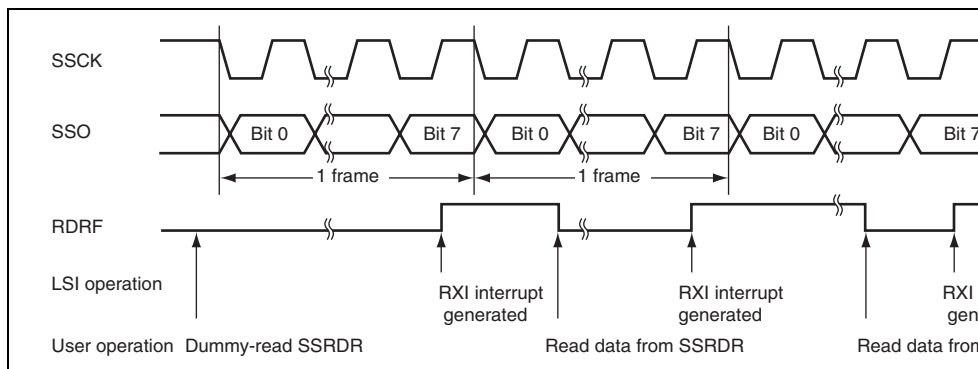 SSCK
SSO Bit 0 Bit 7 Bit 0 Bit 7 Bit 0 Bit 7
1 frame 1 frame
RDRF
LSI operation
RXI interrupt generated
RXI interrupt generated
RXI
gen
User operation Dummy-read SSRDR Read data from SSRDR Read data from